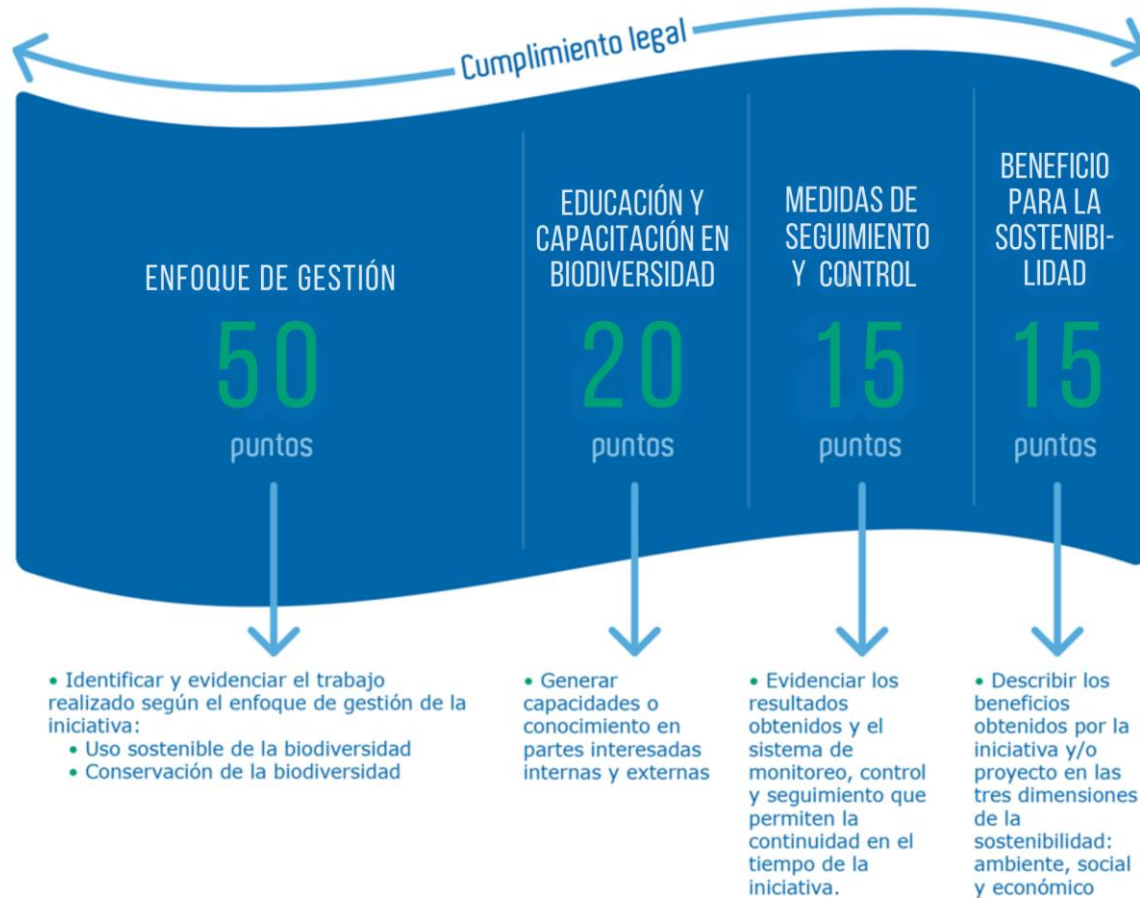 Cumplimiento legal
ENFOQUE DE GESTIÓN
50
puntos
EDUCACIÓN Y
CAPACITACIÓN EN
BIODIVERSIDAD
20
puntos
MEDIDAS DE
SEGUIMIENTO
Y CONTROL
15
puntos
BENEFICIO
PARA LA
SOSTENIBI-
LIDAD
15
puntos
• Identificar y evidenciar el trabajo
realizado según el enfoque de gestión de la
iniciativa:
• Uso sostenible de la biodiversidad
• Conservación de la biodiversidad
• Generar
capacidades o
conocimiento en
partes interesadas
internas y externas
• Evidenciar los
resultados
obtenidos y el
sistema de
monitoreo, control
y seguimiento que
permiten la
continuidad en el
tiempo de la
iniciativa.
• Describir los
beneficios
obtenidos por la
iniciativa y/o
proyecto en las
tres dimensiones
de la
sostenibilidad:
ambiente, social
y económico